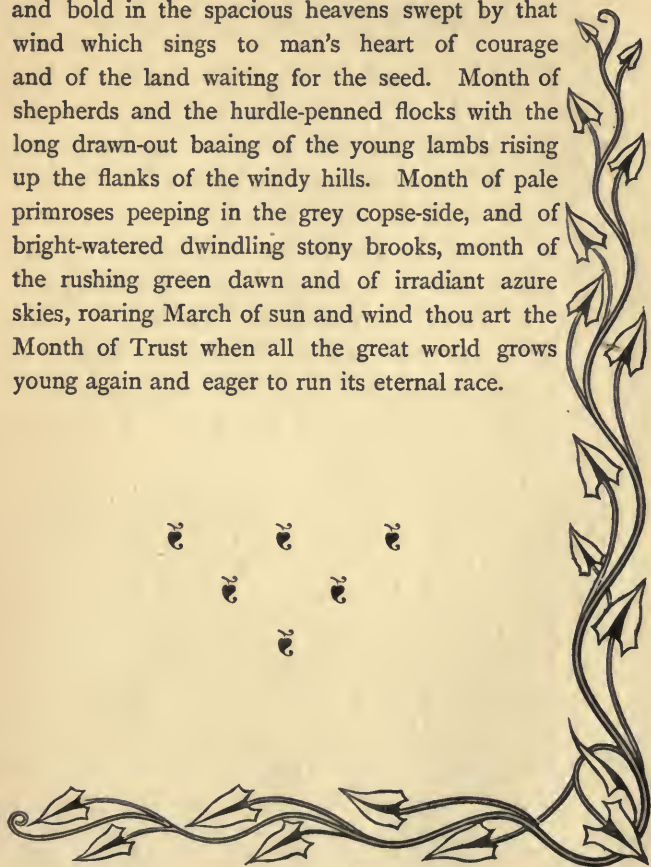 and bold in the spacious heavens swept by that
wind which sings to man's heart of courage
and of the land waiting for the seed. Month of
shepherds and the hurdle-penned flocks with the
long drawn-out baaing of the young lambs rising
up the flanks of the windy hills. Month of pale
primroses peeping in the grey copse-side, and of
bright-watered dwindling stony brooks, month of
the rushing green dawn and of irradiant azure
skies, roaring March of sun and wind thou art the
Month of Trust when all the great world grows
young again and eager to run its eternal race.